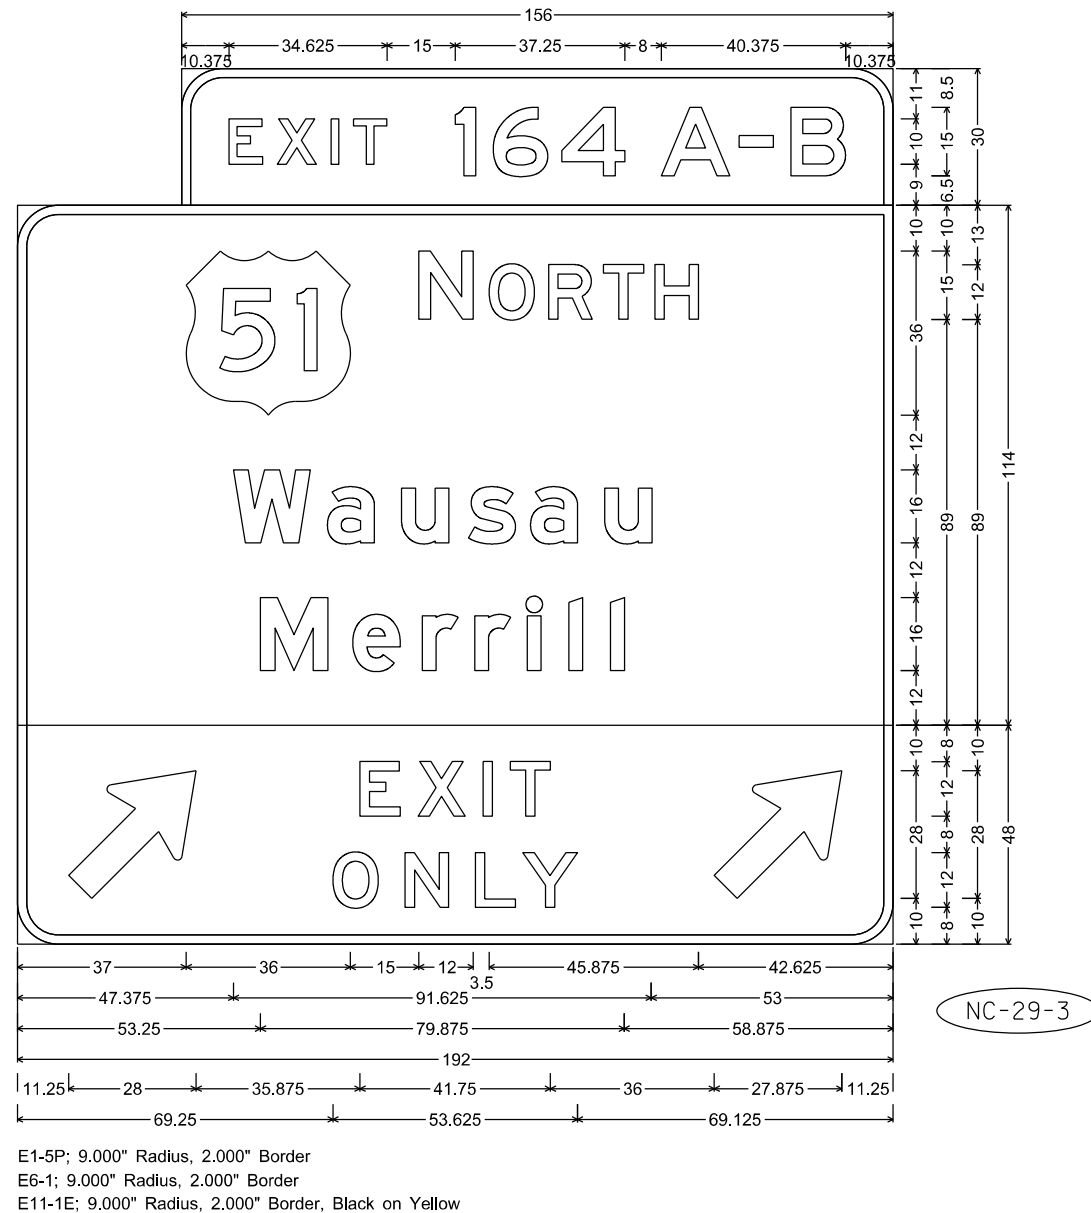 156
34.625 15 37.25 8 40.375
10.375 10.375
EXIT 164 A-B
11 10 9
8.5 15 6.5
30
51 NORTH
Wausau
Merrill
10 36 12 16 12 16 12
10 15 89
13 12 89
114
EXIT
ONLY
10 28 10
8 12 8 12 8
10 28 10
48
37 36 15 12 45.875 42.625
3.5
47.375 91.625 53
53.25 79.875 58.875
192
11.25 28 35.875 41.75 36 27.875 11.25
69.25 53.625 69.125
NC-29-3
E1-5P; 9.000" Radius, 2.000" Border
E6-1; 9.000" Radius, 2.000" Border
E11-1E; 9.000" Radius, 2.000" Border, Black on Yellow